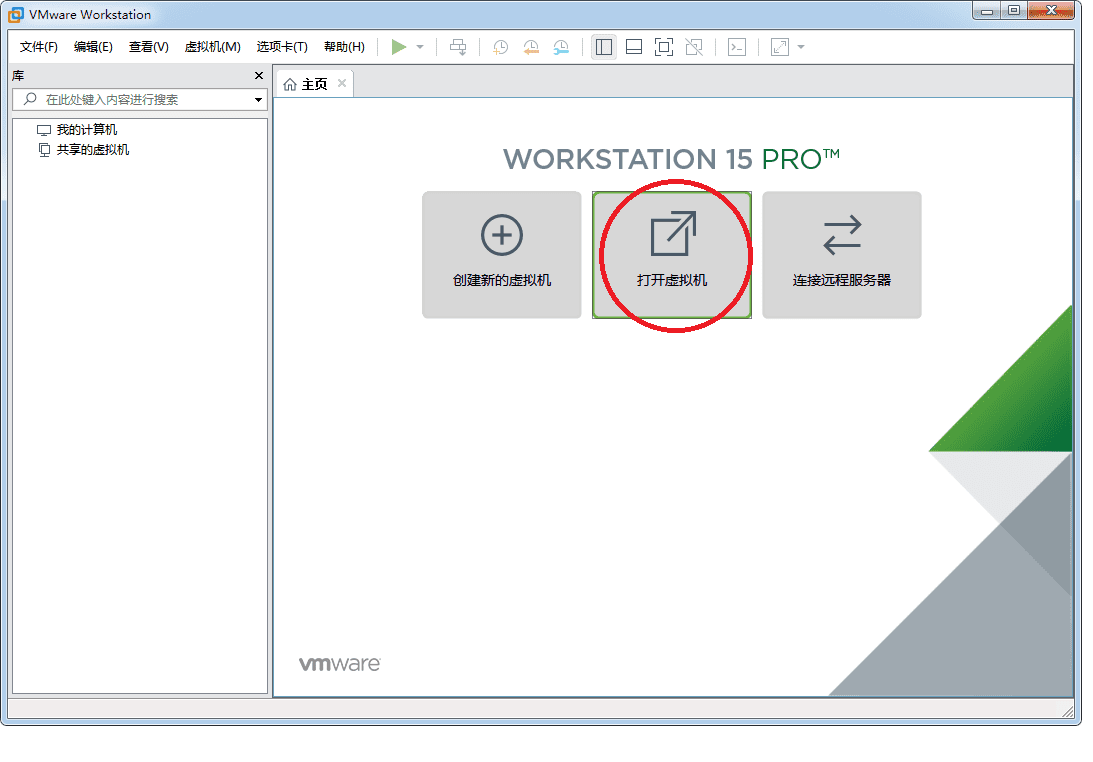 VMware Workstation
文件(F) 编辑(E) 查看(V) 虚拟机(M) 选项卡(T) 帮助(H)
库
在此处键入内容进行搜索
我的计算机
共享的虚拟机
主页
WORKSTATION 15 PRO™
创建新的虚拟机
打开虚拟机
连接远程服务器
vmware